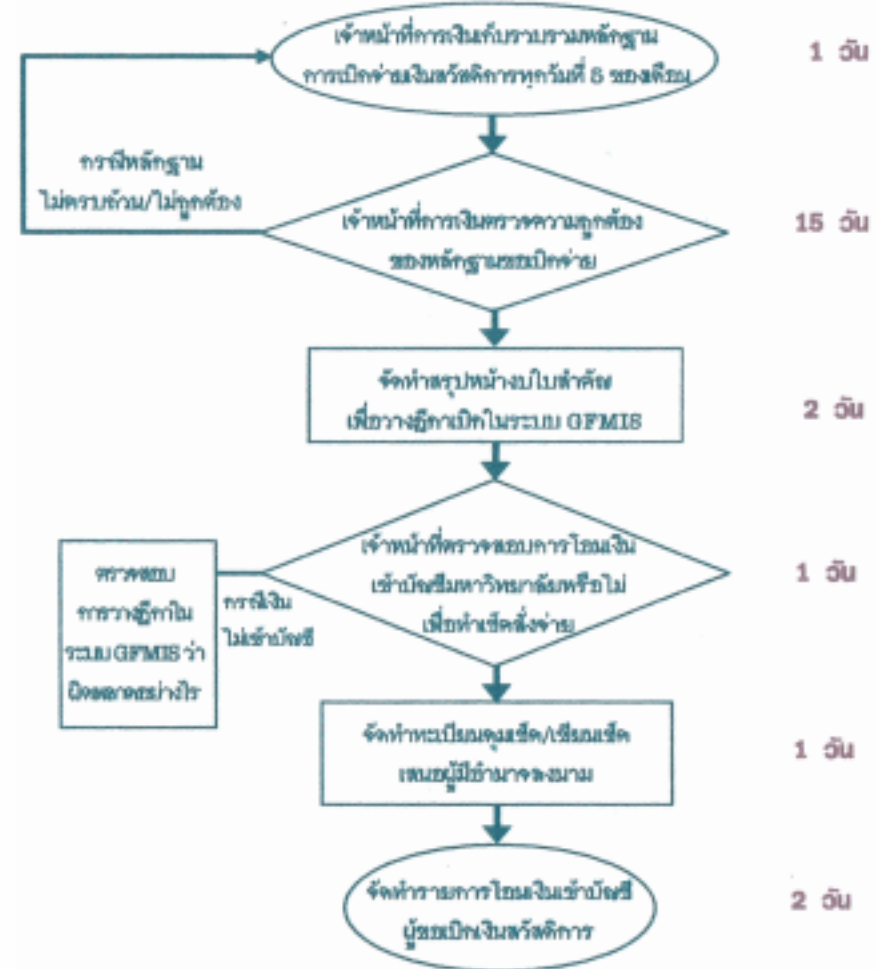 เจ้าหน้าที่การเงินเก็บรวบรวมหลักฐาน
การเบิกจ่ายเงินสวัสดิการทุกวันที่ 5 ของเดือน
1 วัน
กรณีหลักฐาน
ไม่ครบถ้วน/ไม่ถูกต้อง
เจ้าหน้าที่การเงินตรวจความถูกต้อง
ของหลักฐานขอเบิกจ่าย
15 วัน
จัดทำสรุปหน้างบใบสำคัญ
เพื่อวางฎีกาเบิกในระบบ GFMIS
2 วัน
เจ้าหน้าที่ตรวจสอบการโอนเงิน
เข้าบัญชีมหาวิทยาลัยหรือไม่
เพื่อทำเช็คสั่งจ่าย
1 วัน
กรณีเงิน
ไม่เข้าบัญชี
ตรวจสอบ
การวางฎีกาใน
ระบบ GFMIS ว่า
ผิดพลาดอย่างไร
จัดทำทะเบียนคุมเช็ค/เขียนเช็ค
เสนอผู้มีอำนาจลงนาม
1 วัน
จัดทำรายการโอนเงินเข้าบัญชี
ผู้ขอเบิกเงินสวัสดิการ
2 วัน